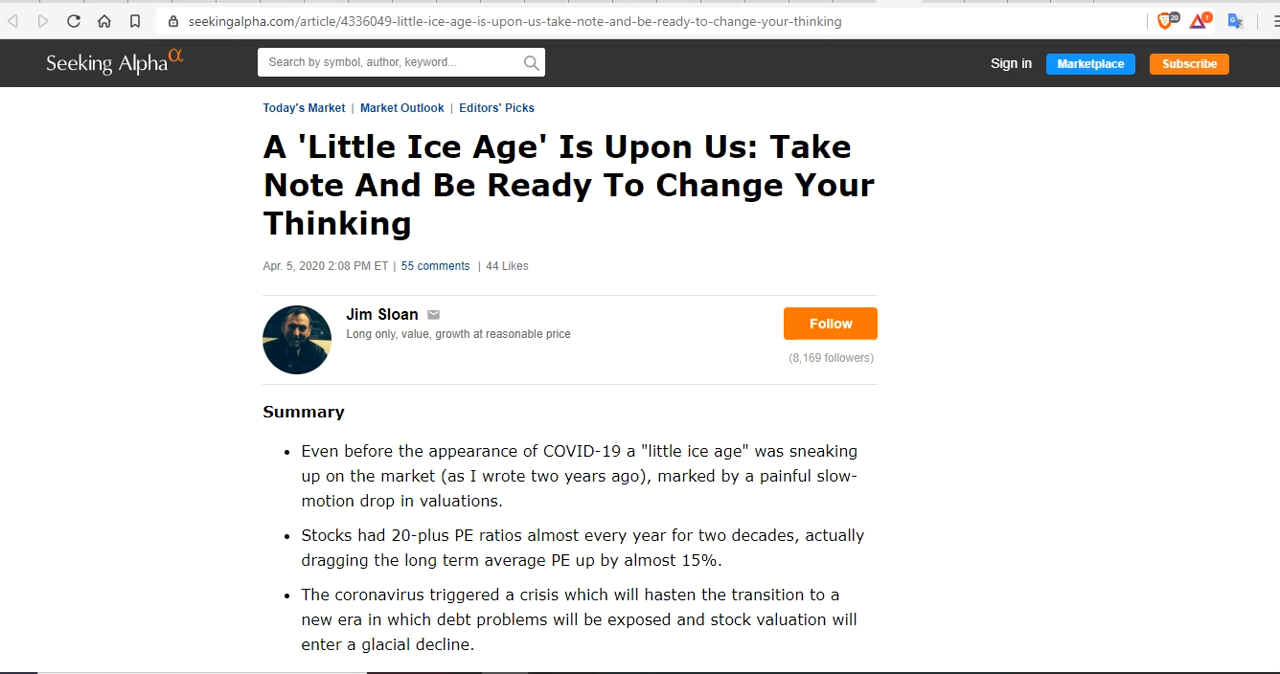 seekingalpha.com/article/4336049-little-ice-age-is-upon-us-take-note-and-be-ready-to-change-your-thinking
20
1
Seeking Alpha α
Search by symbol, author, keyword...
Sign in
Marketplace
Subscribe
Today's Market | Market Outlook | Editors' Picks
A 'Little Ice Age' Is Upon Us: Take
Note And Be Ready To Change Your
Thinking
Apr. 5, 2020 2:08 PM ET | 55 comments | 44 Likes
Jim Sloan
Long only, value, growth at reasonable price
Follow
(8,169 followers)
Summary
• Even before the appearance of COVID-19 a "little ice age" was sneaking
up on the market (as I wrote two years ago), marked by a painful slow-
motion drop in valuations.
• Stocks had 20-plus PE ratios almost every year for two decades, actually
dragging the long term average PE up by almost 15%.
• The coronavirus triggered a crisis which will hasten the transition to a
new era in which debt problems will be exposed and stock valuation will
enter a glacial decline.